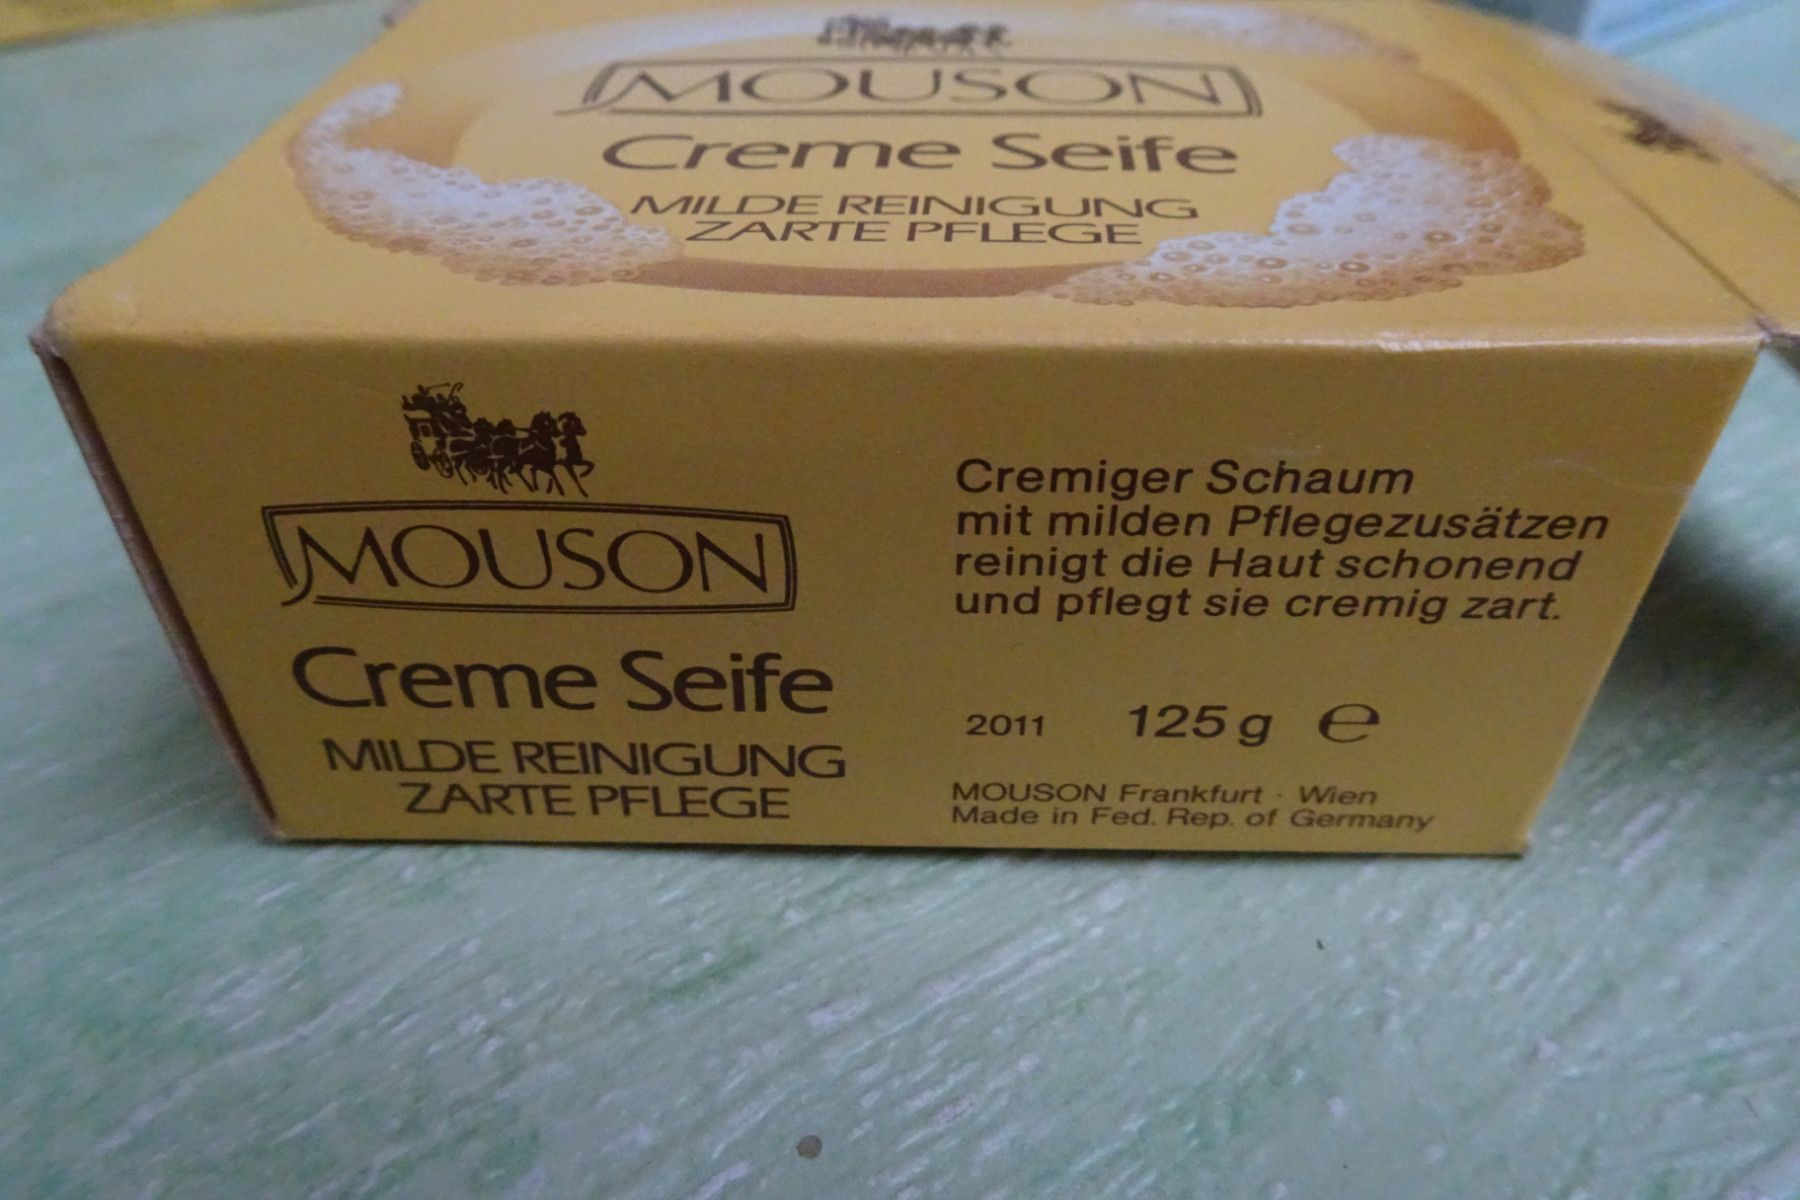 MOUSON
Creme Seife
MILDE REINIGUNG
ZARTE PFLEGE
MOUSON
Creme Seife
MILDE REINIGUNG
ZARTE PFLEGE
Cremiger Schaum
mit milden Pflegezusätzen
reinigt die Haut schonend
und pflegt sie cremig zart.
2011 125 g ℮
MOUSON Frankfurt · Wien
Made in Fed. Rep. of Germany